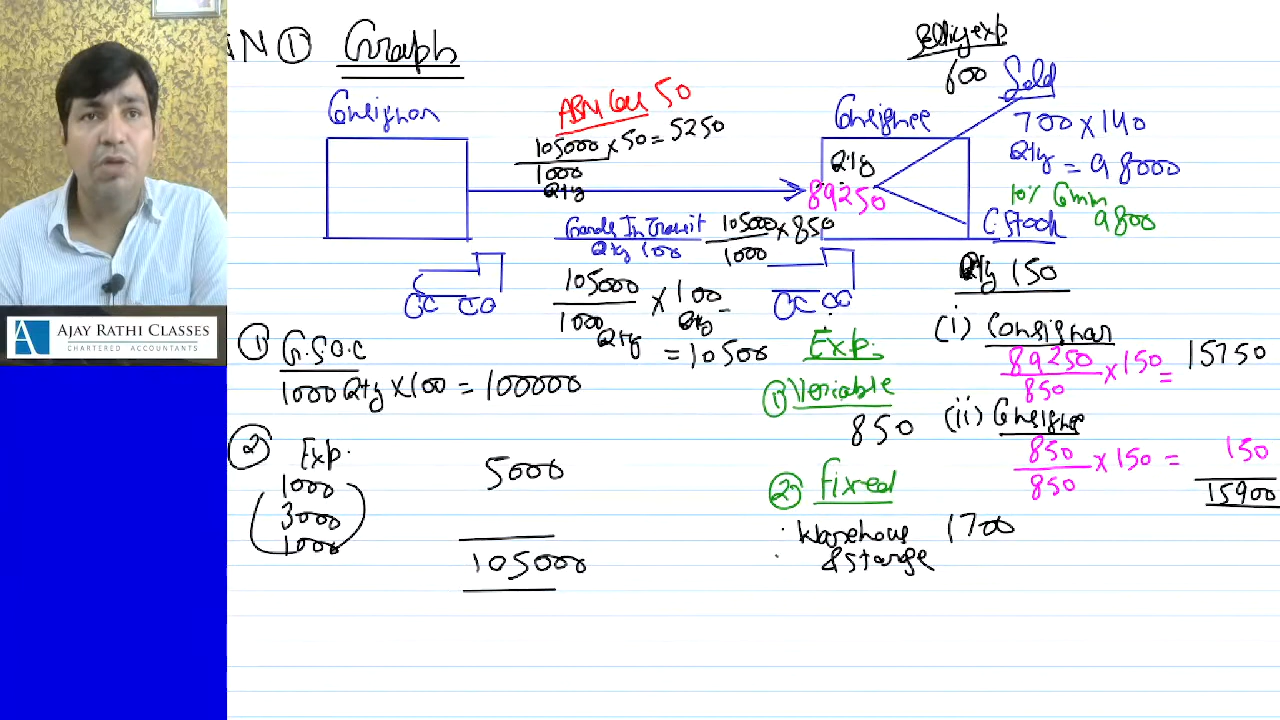 AN ① Graph
Selling exp
600
Sold
700 x 140
Qty = 98000
10% Comm
9800
Consignor
ABN Loss 50
105000 x 50 = 5250
1000
Qty
Consignee
Qty
89250
Goods In Transit
Qty 100
105000 x 850
1000
105000 x 100
1000
Qty
Qty
= 10500
C. Stock
Qty 150
(i) Consignor
89250 x 150 = 15750
850
(ii) Consignee
850 x 150 = 150
850
15900
AJAY RATHI CLASSES
CHARTERED ACCOUNTANTS
① G.S.O.C
1000 Qty x 100 = 100000
② Exp.
1000
3000
1000
5000
105000
Exp.
① Variable
850
② Fixed
Warehouse 1700
& Storage